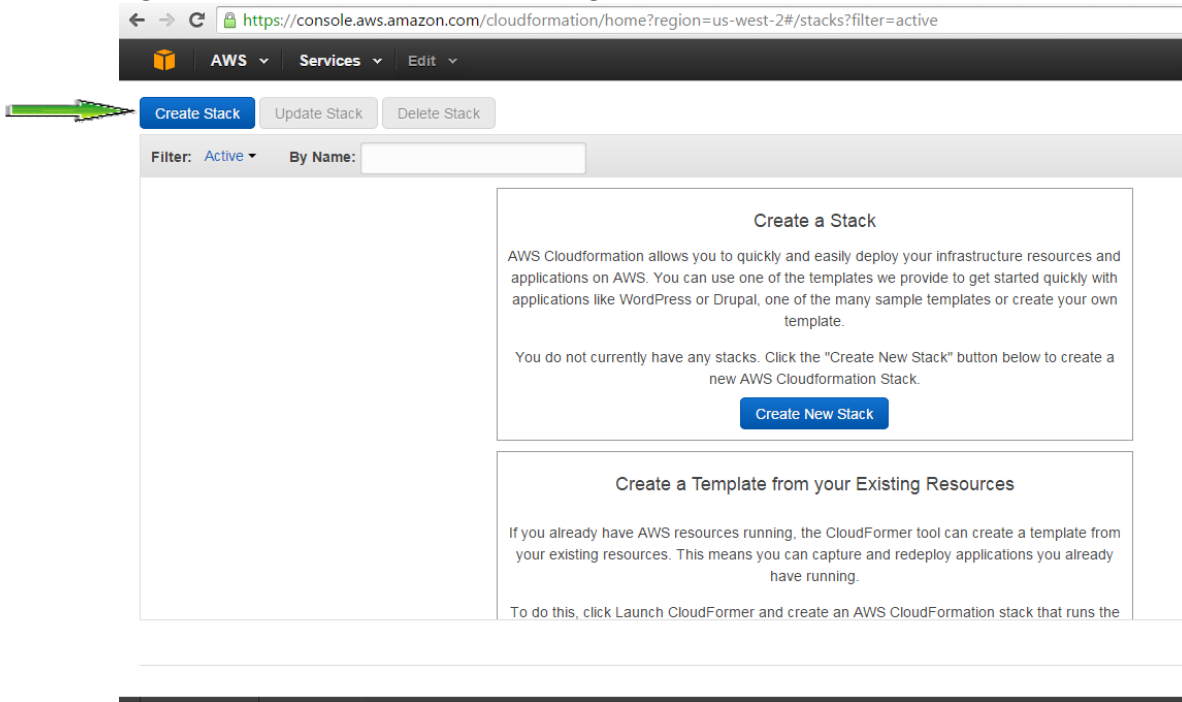 https://console.aws.amazon.com/cloudformation/home?region=us-west-2#/stacks?filter=active
AWS Services Edit
Create Stack Update Stack Delete Stack
Filter: Active By Name:
Create a Stack
AWS Cloudformation allows you to quickly and easily deploy your infrastructure resources and
applications on AWS. You can use one of the templates we provide to get started quickly with
applications like WordPress or Drupal, one of the many sample templates or create your own
template.
You do not currently have any stacks. Click the "Create New Stack" button below to create a
new AWS Cloudformation Stack.
Create New Stack
Create a Template from your Existing Resources
If you already have AWS resources running, the CloudFormer tool can create a template from
your existing resources. This means you can capture and redeploy applications you already
have running.
To do this, click Launch CloudFormer and create an AWS CloudFormation stack that runs the